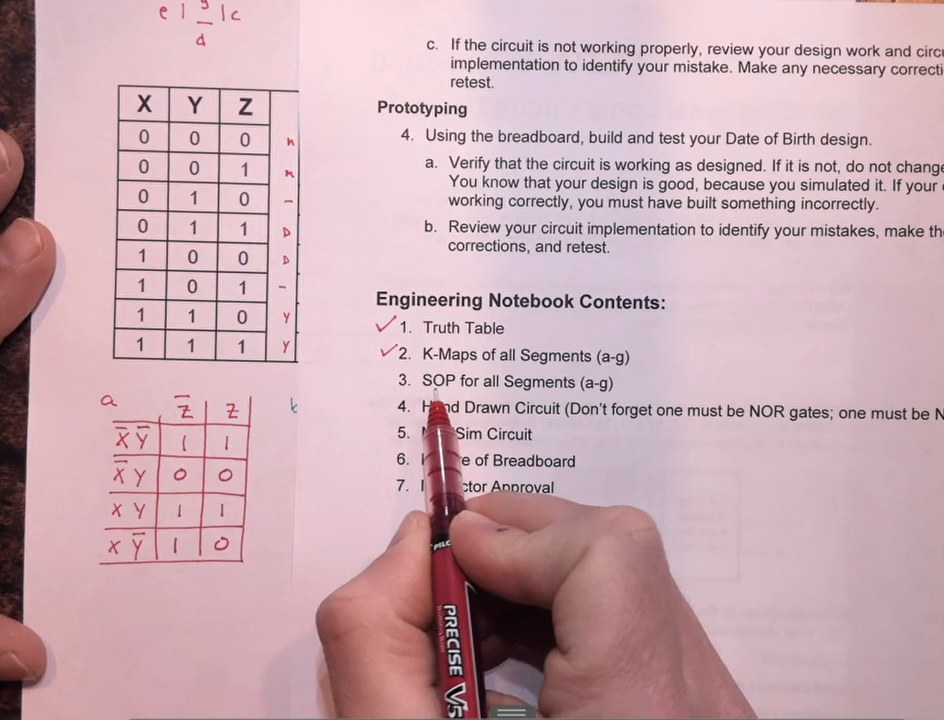 e | g | c
d
X Y Z
0 0 0 M
0 0 1 M
0 1 0 -
0 1 1 D
1 0 0 D
1 0 1 -
1 1 0 Y
1 1 1 Y
a Z̅ Z
X̅ Y̅ 1 1
X̅ Y 0 0
X Y 1 1
X Y̅ 1 0
c. If the circuit is not working properly, review your design work and circu
implementation to identify your mistake. Make any necessary correcti
retest.
Prototyping
4. Using the breadboard, build and test your Date of Birth design.
a. Verify that the circuit is working as designed. If it is not, do not change
You know that your design is good, because you simulated it. If your
working correctly, you must have built something incorrectly.
b. Review your circuit implementation to identify your mistakes, make th
corrections, and retest.
Engineering Notebook Contents:
✓ 1. Truth Table
✓ 2. K-Maps of all Segments (a-g)
3. SOP for all Segments (a-g)
4. H nd Drawn Circuit (Don't forget one must be NOR gates; one must be N
5. Sim Circuit
6. e of Breadboard
7. I ctor Approval
PILO
PRECISE V5